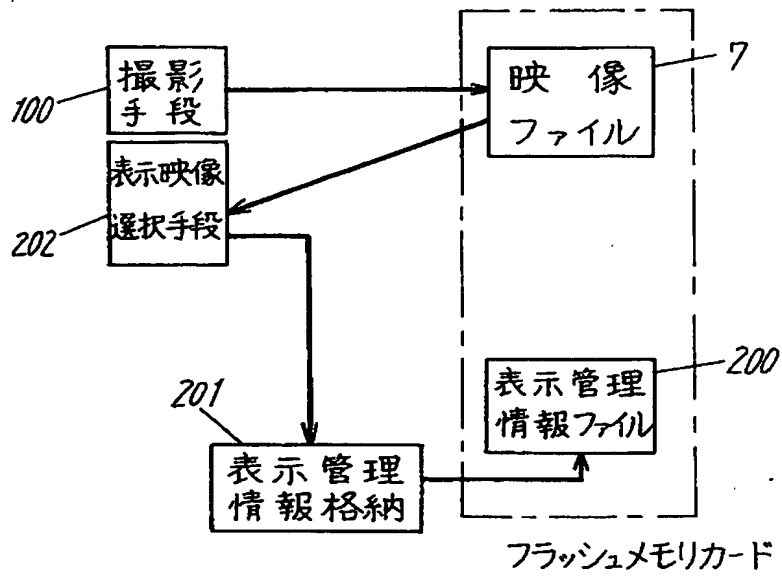 撮影
手段
100
映像
ファイル
7
表示映像
選択手段
202
201
表示管理
情報格納
表示管理
情報ファイル
200
フラッシュメモリカード